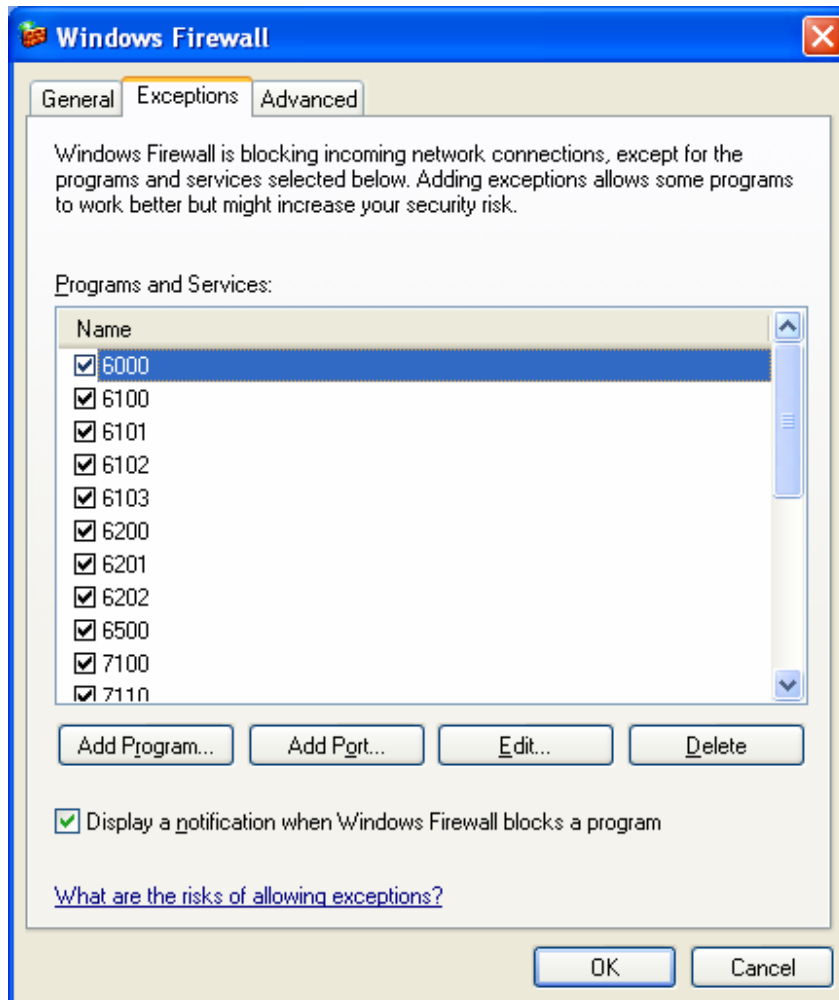 Windows Firewall
General Exceptions Advanced
Windows Firewall is blocking incoming network connections, except for the
programs and services selected below. Adding exceptions allows some programs
to work better but might increase your security risk.
Programs and Services:
Name
6000
6100
6101
6102
6103
6200
6201
6202
6500
7100
7110
Add Program... Add Port... Edit... Delete
Display a notification when Windows Firewall blocks a program
What are the risks of allowing exceptions?
OK Cancel